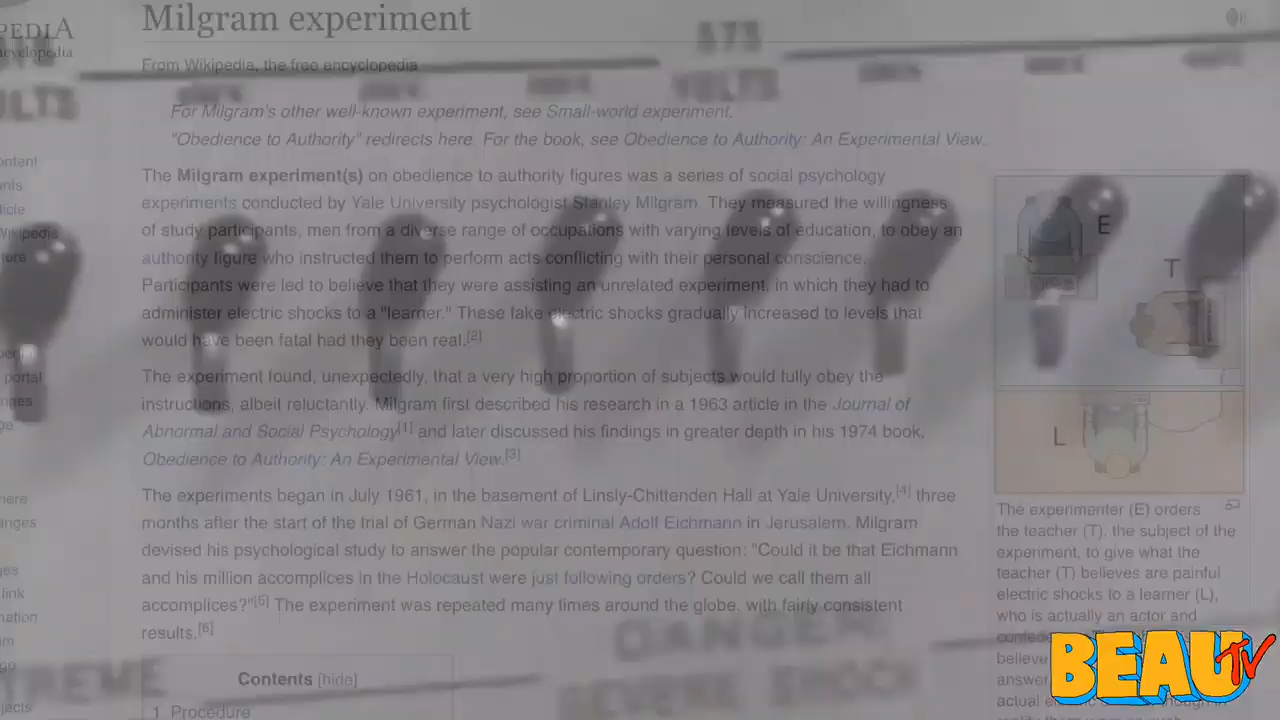 PEDIA
Milgram experiment
From Wikipedia, the free encyclopedia
375
VOLTS
For Milgram's other well-known experiment, see Small-world experiment.
"Obedience to Authority" redirects here. For the book, see Obedience to Authority: An Experimental View.
The Milgram experiment(s) on obedience to authority figures was a series of social psychology
experiments conducted by Yale University psychologist Stanley Milgram. They measured the willingness
of study participants, men from a diverse range of occupations with varying levels of education, to obey an
authority figure who instructed them to perform acts conflicting with their personal conscience.
Participants were led to believe that they were assisting an unrelated experiment, in which they had to
administer electric shocks to a "learner." These fake electric shocks gradually increased to levels that
would have been fatal had they been real.[2]
The experiment found, unexpectedly, that a very high proportion of subjects would fully obey the
instructions, albeit reluctantly. Milgram first described his research in a 1963 article in the Journal of
Abnormal and Social Psychology[1] and later discussed his findings in greater depth in his 1974 book,
Obedience to Authority: An Experimental View.[3]
The experiments began in July 1961, in the basement of Linsly-Chittenden Hall at Yale University,[4] three
months after the start of the trial of German Nazi war criminal Adolf Eichmann in Jerusalem. Milgram
devised his psychological study to answer the popular contemporary question: "Could it be that Eichmann
and his million accomplices in the Holocaust were just following orders? Could we call them all
accomplices?"[5] The experiment was repeated many times around the globe, with fairly consistent
results.[6]
Contents [hide]
1 Procedure
E
T
L
The experimenter (E) orders
the teacher (T), the subject of the
experiment, to give what the
teacher (T) believes are painful
electric shocks to a learner (L),
who is actually an actor and
believe
answer
actual
DANGER
SEVERE SHOCK
BEAU TV